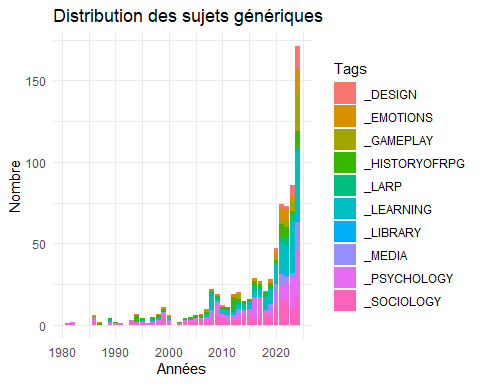 Distribution des sujets génériques
Nombre
150
100
50
0
1980
1990
2000
2010
2020
Années
Tags
_DESIGN
_EMOTIONS
_GAMEPLAY
_HISTORYOFRPG
_LARP
_LEARNING
_LIBRARY
_MEDIA
_PSYCHOLOGY
_SOCIOLOGY